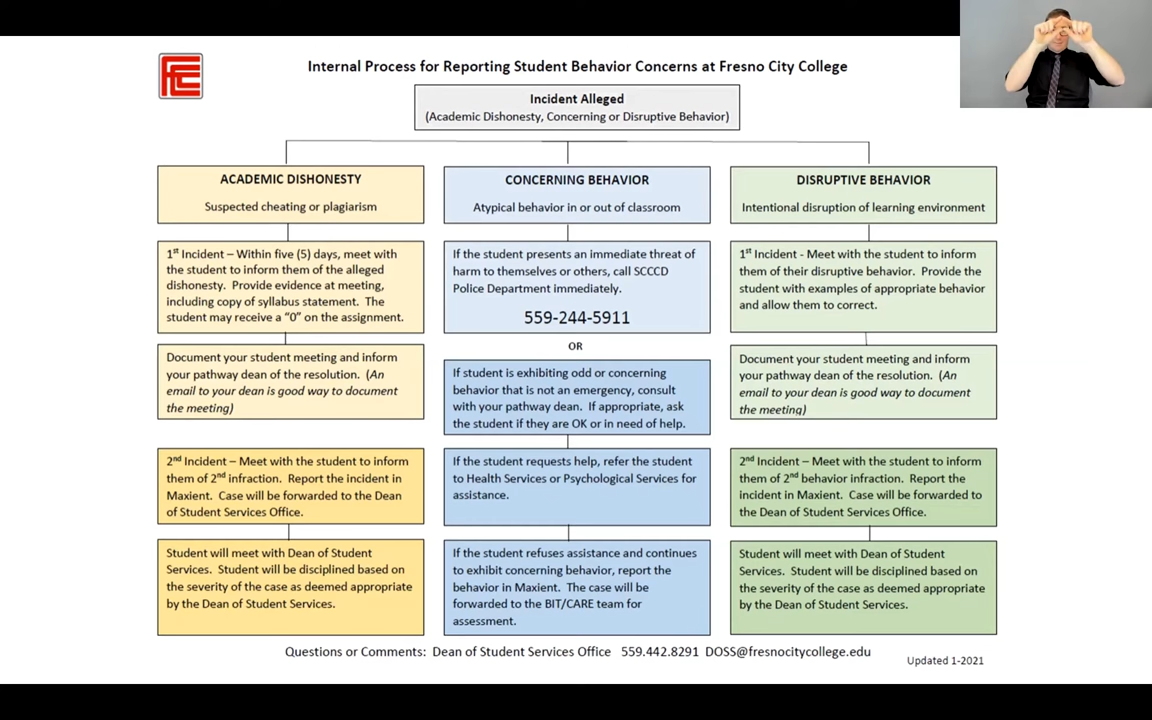 FCC
Internal Process for Reporting Student Behavior Concerns at Fresno City College
Incident Alleged
(Academic Dishonesty, Concerning or Disruptive Behavior)
ACADEMIC DISHONESTY
Suspected cheating or plagiarism
1st Incident – Within five (5) days, meet with
the student to inform them of the alleged
dishonesty. Provide evidence at meeting,
including copy of syllabus statement. The
student may receive a “0” on the assignment.
Document your student meeting and inform
your pathway dean of the resolution. (An
email to your dean is good way to document
the meeting)
2nd Incident – Meet with the student to inform
them of 2nd infraction. Report the incident in
Maxient. Case will be forwarded to the Dean
of Student Services Office.
Student will meet with Dean of Student
Services. Student will be disciplined based on
the severity of the case as deemed appropriate
by the Dean of Student Services.
CONCERNING BEHAVIOR
Atypical behavior in or out of classroom
If the student presents an immediate threat of
harm to themselves or others, call SCCCD
Police Department immediately.
559-244-5911
OR
If student is exhibiting odd or concerning
behavior that is not an emergency, consult
with your pathway dean. If appropriate, ask
the student if they are OK or in need of help.
If the student requests help, refer the student
to Health Services or Psychological Services for
assistance.
If the student refuses assistance and continues
to exhibit concerning behavior, report the
behavior in Maxient. The case will be
forwarded to the BIT/CARE team for
assessment.
DISRUPTIVE BEHAVIOR
Intentional disruption of learning environment
1st Incident - Meet with the student to inform
them of their disruptive behavior. Provide the
student with examples of appropriate behavior
and allow them to correct.
Document your student meeting and inform
your pathway dean of the resolution. (An
email to your dean is good way to document
the meeting)
2nd Incident – Meet with the student to inform
them of 2nd behavior infraction. Report the
incident in Maxient. Case will be forwarded to
the Dean of Student Services Office.
Student will meet with Dean of Student
Services. Student will be disciplined based on
the severity of the case as deemed appropriate
by the Dean of Student Services.
Questions or Comments: Dean of Student Services Office 559.442.8291 DOSS@fresnocitycollege.edu
Updated 1-2021